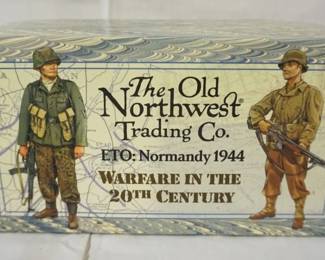 The Old
Northwest®
Trading Co.
ETO: Normandy 1944
WARFARE IN THE
20TH CENTURY